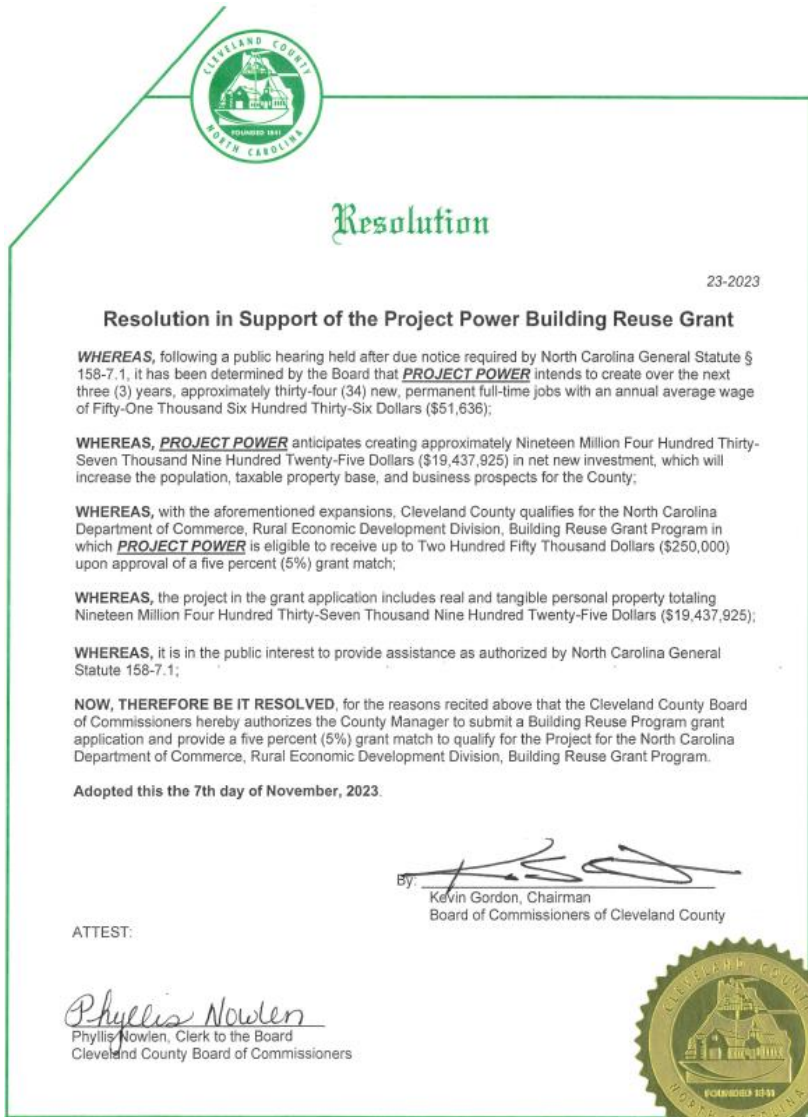 CLEVELAND COUNTY
FOUNDED 1841
NORTH CAROLINA
Resolution
23-2023
Resolution in Support of the Project Power Building Reuse Grant
WHEREAS, following a public hearing held after due notice required by North Carolina General Statute §
158-7.1, it has been determined by the Board that PROJECT POWER intends to create over the next
three (3) years, approximately thirty-four (34) new, permanent full-time jobs with an annual average wage
of Fifty-One Thousand Six Hundred Thirty-Six Dollars ($51,636);
WHEREAS, PROJECT POWER anticipates creating approximately Nineteen Million Four Hundred Thirty-
Seven Thousand Nine Hundred Twenty-Five Dollars ($19,437,925) in net new investment, which will
increase the population, taxable property base, and business prospects for the County;
WHEREAS, with the aforementioned expansions, Cleveland County qualifies for the North Carolina
Department of Commerce, Rural Economic Development Division, Building Reuse Grant Program in
which PROJECT POWER is eligible to receive up to Two Hundred Fifty Thousand Dollars ($250,000)
upon approval of a five percent (5%) grant match;
WHEREAS, the project in the grant application includes real and tangible personal property totaling
Nineteen Million Four Hundred Thirty-Seven Thousand Nine Hundred Twenty-Five Dollars ($19,437,925);
WHEREAS, it is in the public interest to provide assistance as authorized by North Carolina General
Statute 158-7.1;
NOW, THEREFORE BE IT RESOLVED, for the reasons recited above that the Cleveland County Board
of Commissioners hereby authorizes the County Manager to submit a Building Reuse Program grant
application and provide a five percent (5%) grant match to qualify for the Project for the North Carolina
Department of Commerce, Rural Economic Development Division, Building Reuse Grant Program.
Adopted this the 7th day of November, 2023.
By:
Kevin Gordon, Chairman
Board of Commissioners of Cleveland County
ATTEST:
Phyllis Nowlen
Phyllis Nowlen, Clerk to the Board
Cleveland County Board of Commissioners
CLEVELAND COUNT
FOUNDED 1841
NORTH CAROLINA